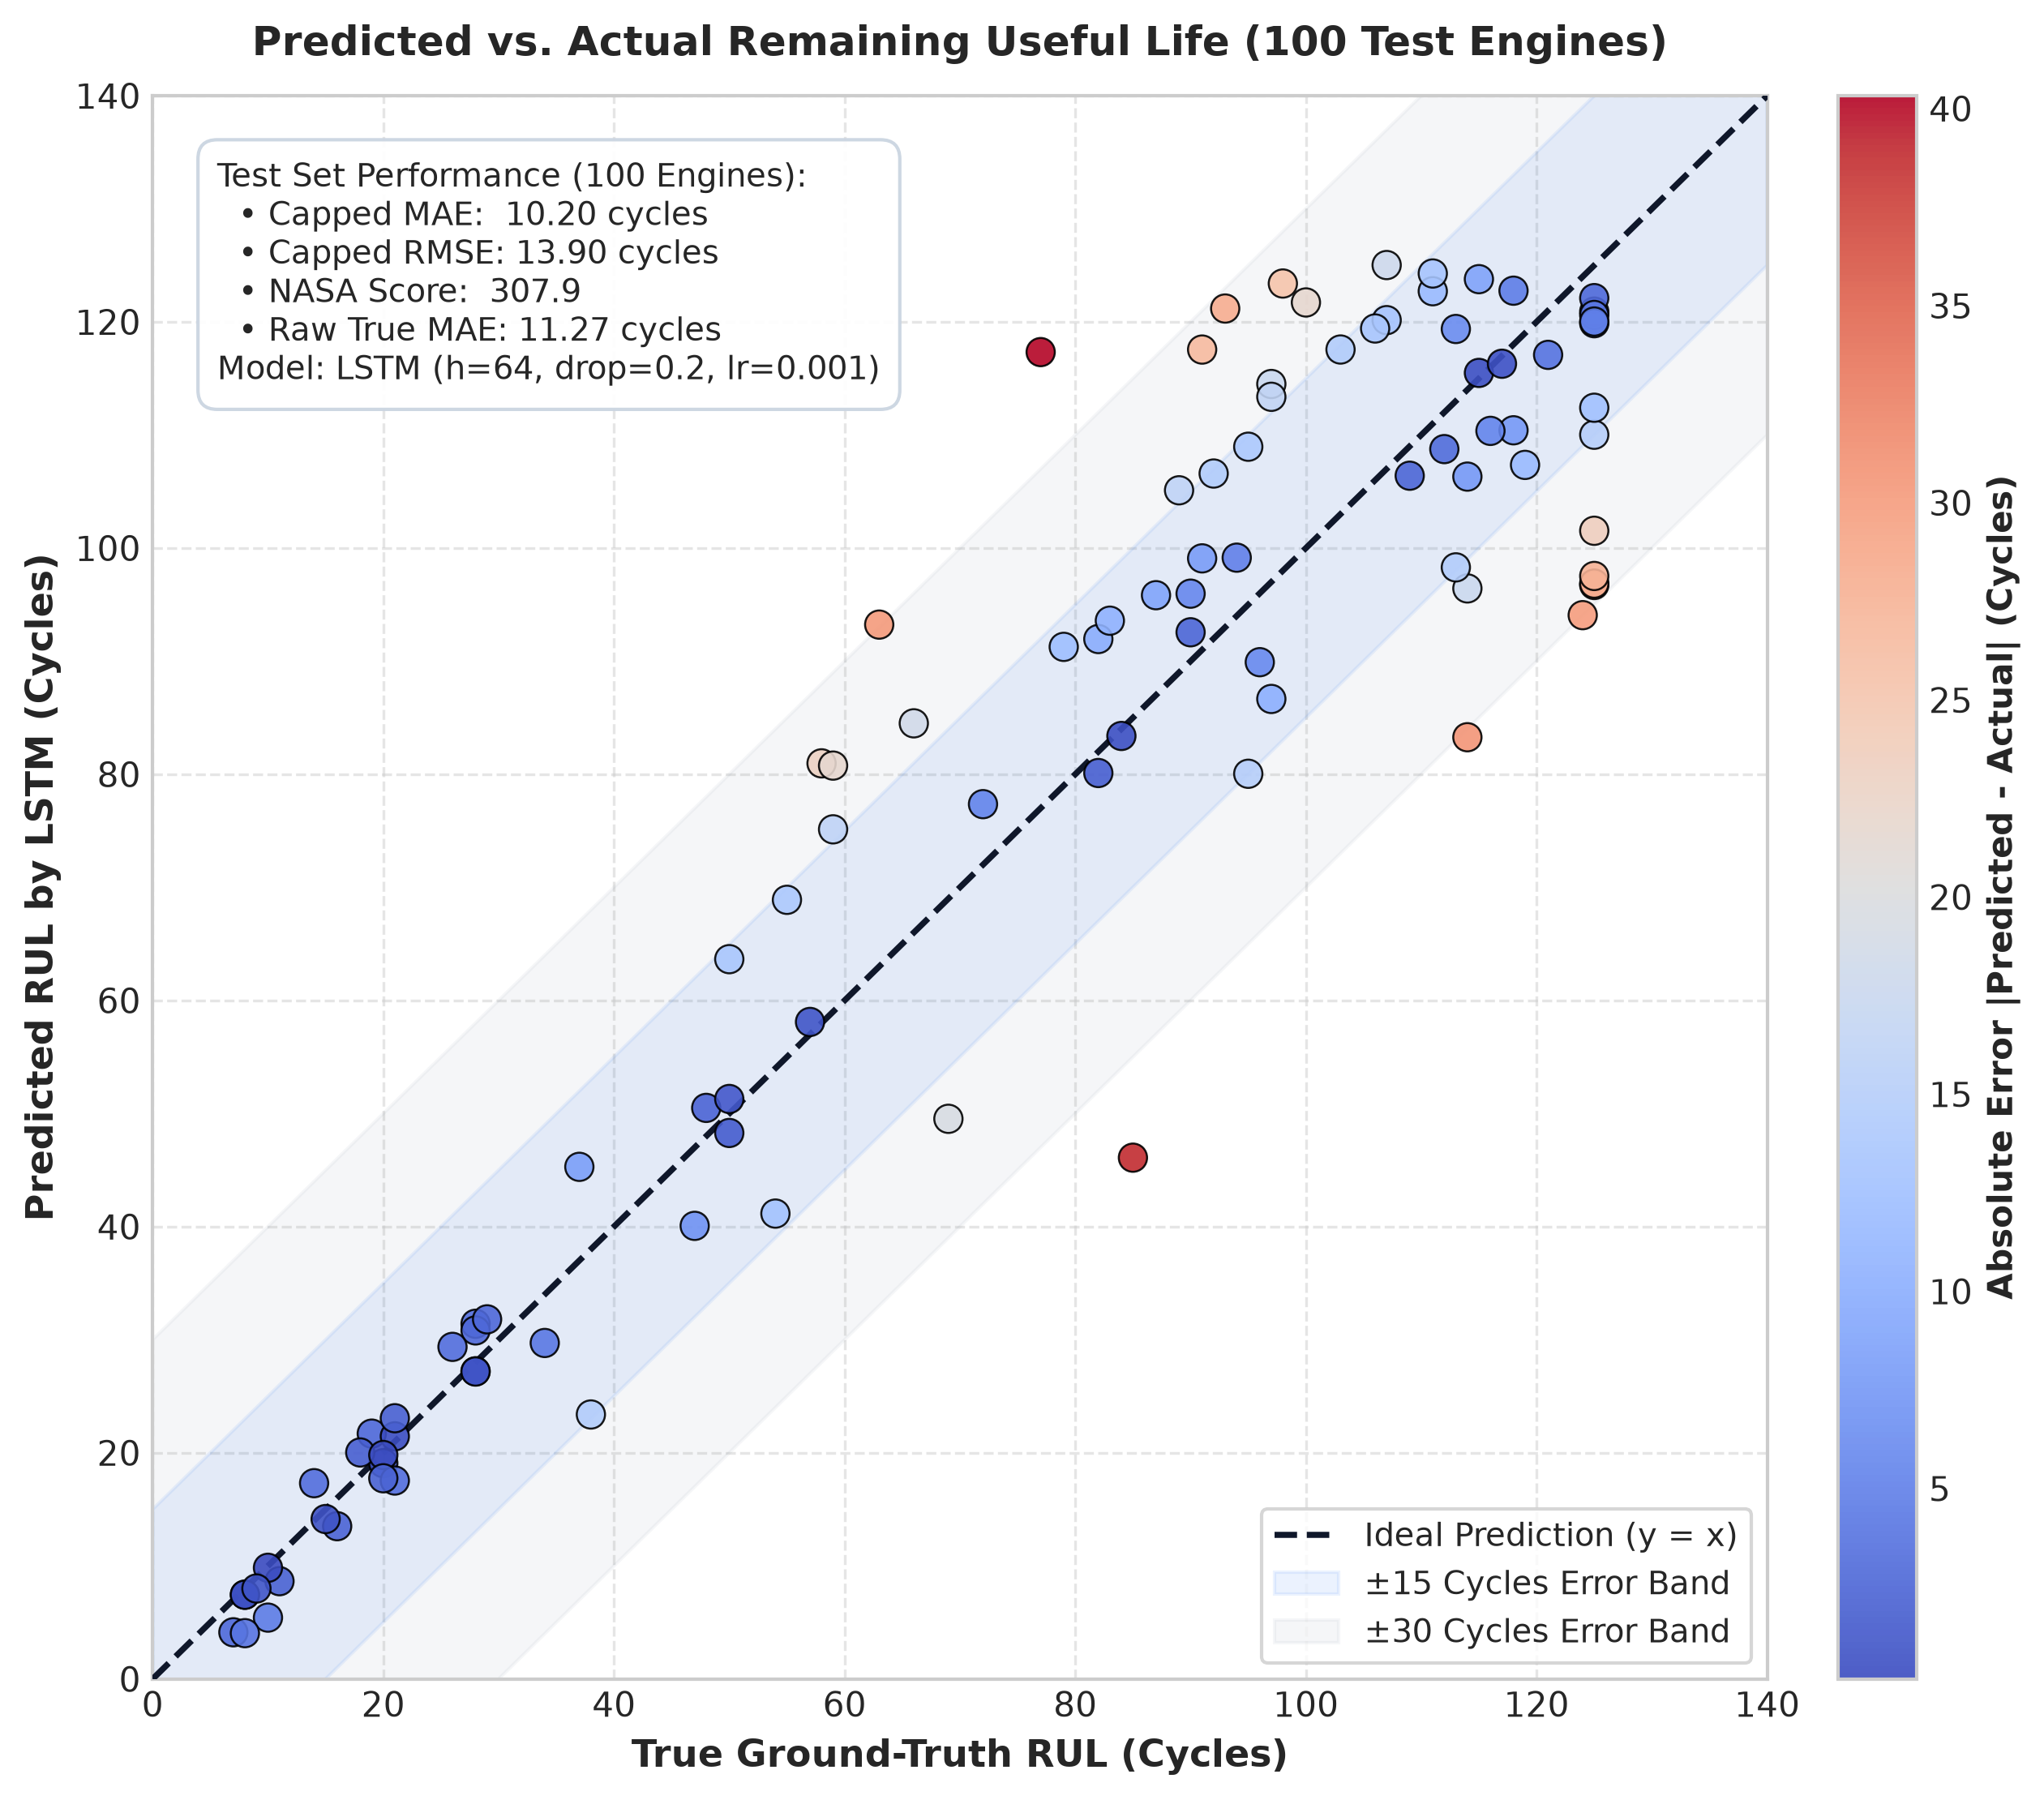 Predicted vs. Actual Remaining Useful Life (100 Test Engines)
Test Set Performance (100 Engines):
• Capped MAE:  10.20 cycles
• Capped RMSE: 13.90 cycles
• NASA Score:  307.9
• Raw True MAE: 11.27 cycles
Model: LSTM (h=64, drop=0.2, lr=0.001)
Predicted RUL by LSTM (Cycles)
140
120
100
80
60
40
20
0
0 20 40 60 80 100 120 140
True Ground-Truth RUL (Cycles)
Ideal Prediction (y = x)
±15 Cycles Error Band
±30 Cycles Error Band
40
35
30
25
20
15
10
5
Absolute Error |Predicted - Actual| (Cycles)